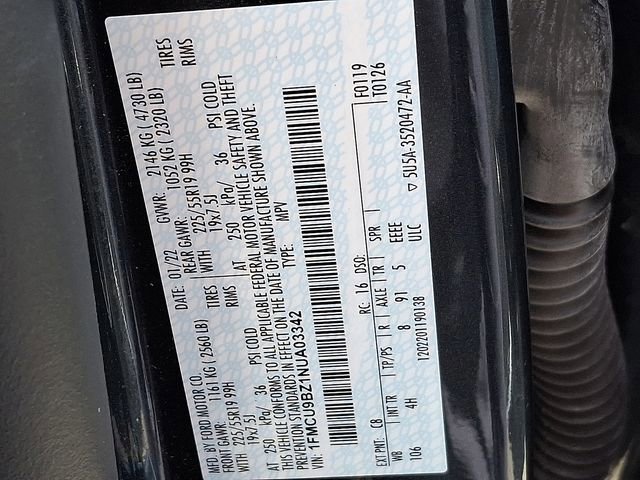 MFD. BY FORD MOTOR CO.
DATE: 01/22 GVWR: 2146 KG ( 4730 LB)
FRONT GAWR: 1161 KG ( 2560 LB) REAR GAWR: 1052 KG ( 2320 LB)
WITH 225/55R19 99H TIRES WITH 225/55R19 99H TIRES
19x7.5J RIMS 19x7.5J RIMS
AT 250 kPa/ 36 PSI COLD AT 250 kPa/ 36 PSI COLD
THIS VEHICLE CONFORMS TO ALL APPLICABLE FEDERAL MOTOR VEHICLE SAFETY AND THEFT
PREVENTION STANDARDS IN EFFECT ON THE DATE OF MANUFACTURE SHOWN ABOVE.
VIN: 1FMCU9BZ1NUA03342 TYPE: MPV
F0119
EXT PNT: C8 RC: 16 DSO: T0126
WB | INT TR | TP/PS | R | AXLE | TR | SPR |
106 4H 8 91 5 EEEE
1202201190138 ULC ▽ 5U5A-3520472-AA